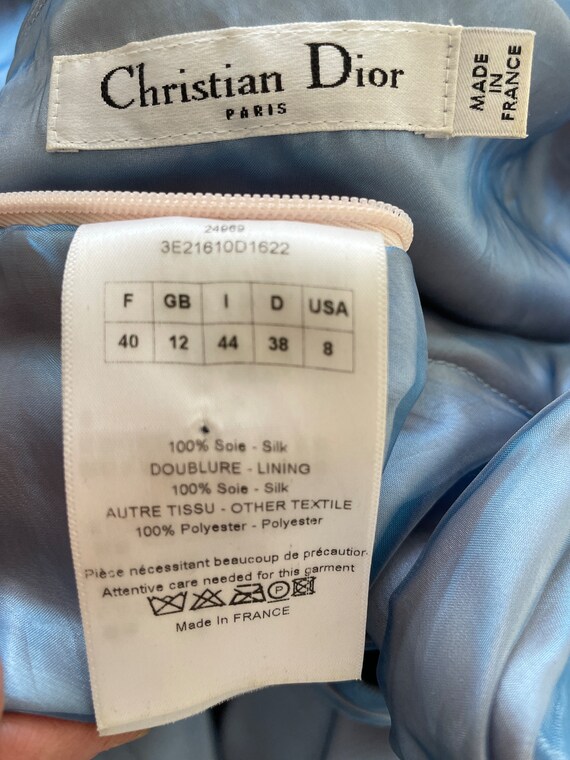 Christian Dior
PARIS
MADE
IN
FRANCE
24969
3E21610D1622
F GB I D USA
40 12 44 38 8
100% Soie - Silk
DOUBLURE - LINING
100% Soie - Silk
AUTRE TISSU - OTHER TEXTILE
100% Polyester - Polyester
Pièce nécessitant beaucoup de précaution
Attentive care needed for this garment
P
Made In FRANCE